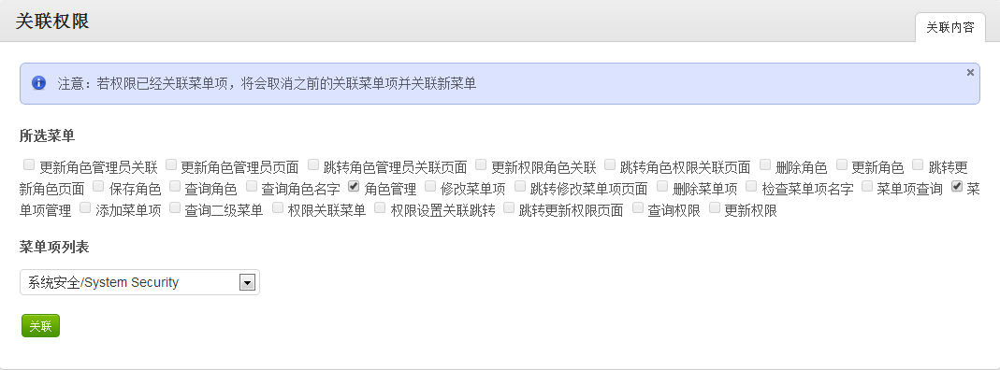 关联权限
关联内容
注意：若权限已经关联菜单项，将会取消之前的关联菜单项并关联新菜单
所选菜单
更新角色管理员关联 更新角色管理员页面 跳转角色管理员关联页面 更新权限角色关联 跳转角色权限关联页面 删除角色 更新角色 跳转更
新角色页面 保存角色 查询角色 查询角色名字 角色管理 修改菜单项 跳转修改菜单项页面 删除菜单项 检查菜单项名字 菜单项查询 菜
单项管理 添加菜单项 查询二级菜单 权限关联菜单 权限设置关联跳转 跳转更新权限页面 查询权限 更新权限
菜单项列表
系统安全/System Security
关联